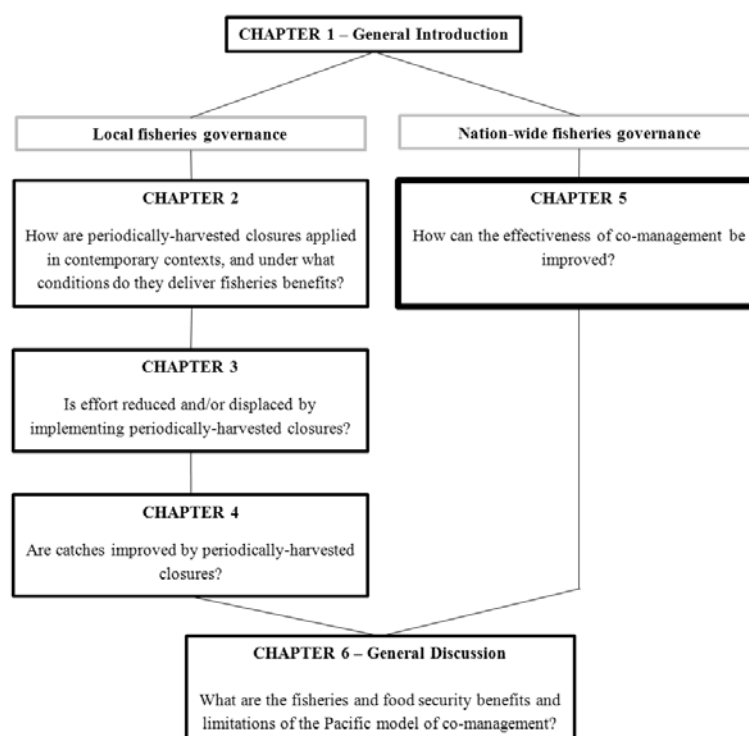 CHAPTER 1 – General Introduction
Local fisheries governance
Nation-wide fisheries governance
CHAPTER 2
How are periodically-harvested closures applied
in contemporary contexts, and under what
conditions do they deliver fisheries benefits?
CHAPTER 5
How can the effectiveness of co-management be
improved?
CHAPTER 3
Is effort reduced and/or displaced by
implementing periodically-harvested closures?
CHAPTER 4
Are catches improved by periodically-harvested
closures?
CHAPTER 6 – General Discussion
What are the fisheries and food security benefits and
limitations of the Pacific model of co-management?